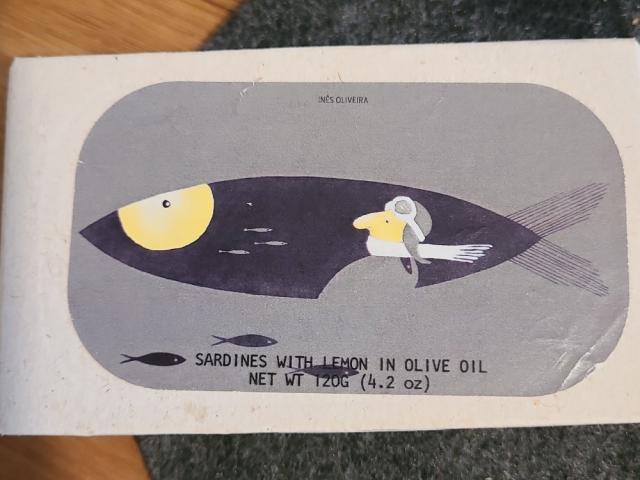 INÊS OLIVEIRA
SARDINES WITH LEMON IN OLIVE OIL
NET WT 120G (4.2 oz)